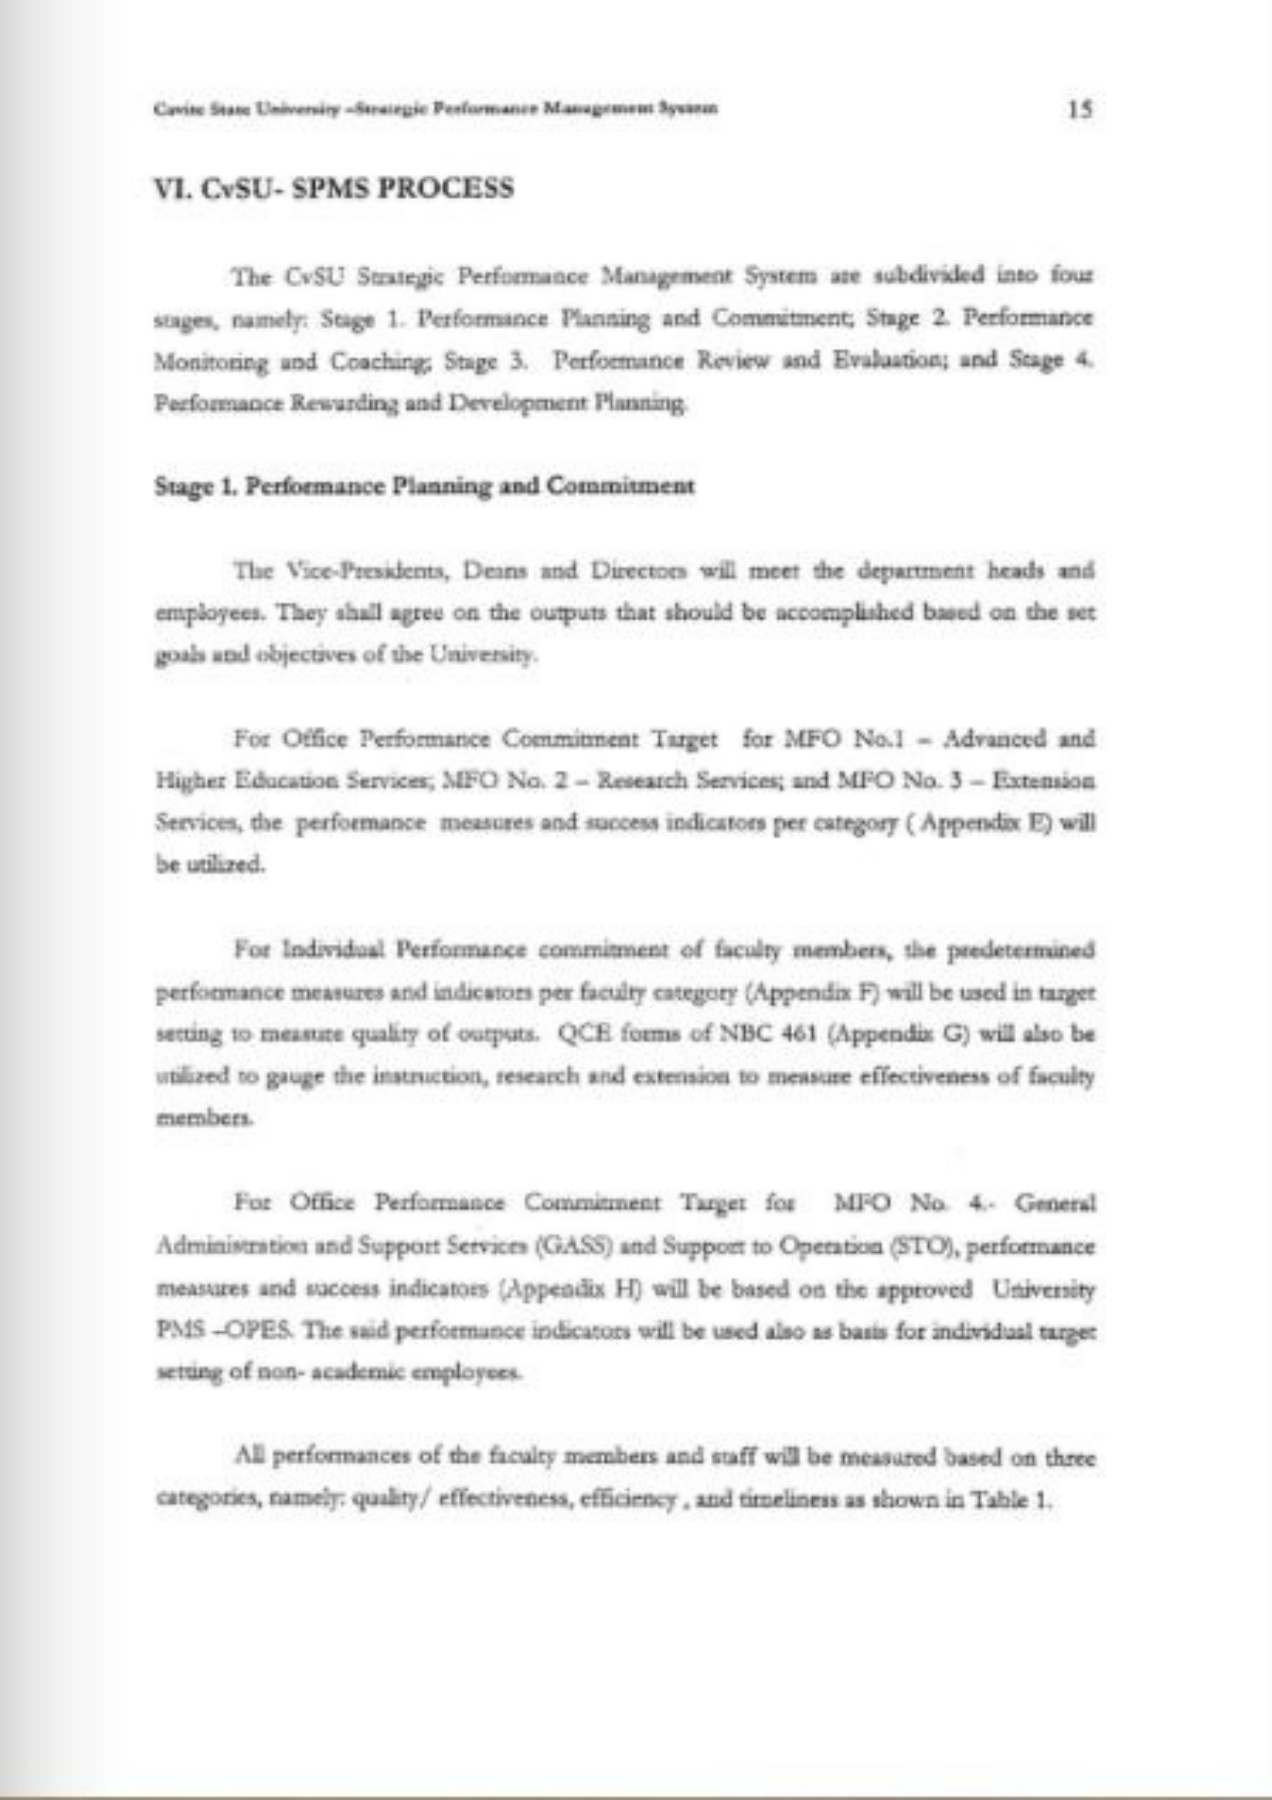 Cavite State University –Strategic Performance Management System 15
VI. CvSU- SPMS PROCESS
The CvSU Strategic Performance Management System are subdivided into four
stages, namely: Stage 1. Performance Planning and Commitment; Stage 2. Performance
Monitoring and Coaching; Stage 3. Performance Review and Evaluation; and Stage 4.
Performance Rewarding and Development Planning.
Stage 1. Performance Planning and Commitment
The Vice-Presidents, Deans and Directors will meet the department heads and
employees. They shall agree on the outputs that should be accomplished based on the set
goals and objectives of the University.
For Office Performance Commitment Target for MFO No.1 – Advanced and
Higher Education Services; MFO No. 2 – Research Services; and MFO No. 3 – Extension
Services, the performance measures and success indicators per category ( Appendix E) will
be utilized.
For Individual Performance commitment of faculty members, the predetermined
performance measures and indicators per faculty category (Appendix F) will be used in target
setting to measure quality of outputs. QCE forms of NBC 461 (Appendix G) will also be
utilized to gauge the instruction, research and extension to measure effectiveness of faculty
members.
For Office Performance Commitment Target for MFO No. 4.- General
Administration and Support Services (GASS) and Support to Operation (STO), performance
measures and success indicators (Appendix H) will be based on the approved University
PMS –OPES. The said performance indicators will be used also as basis for individual target
setting of non- academic employees.
All performances of the faculty members and staff will be measured based on three
categories, namely: quality/ effectiveness, efficiency , and timeliness as shown in Table 1.